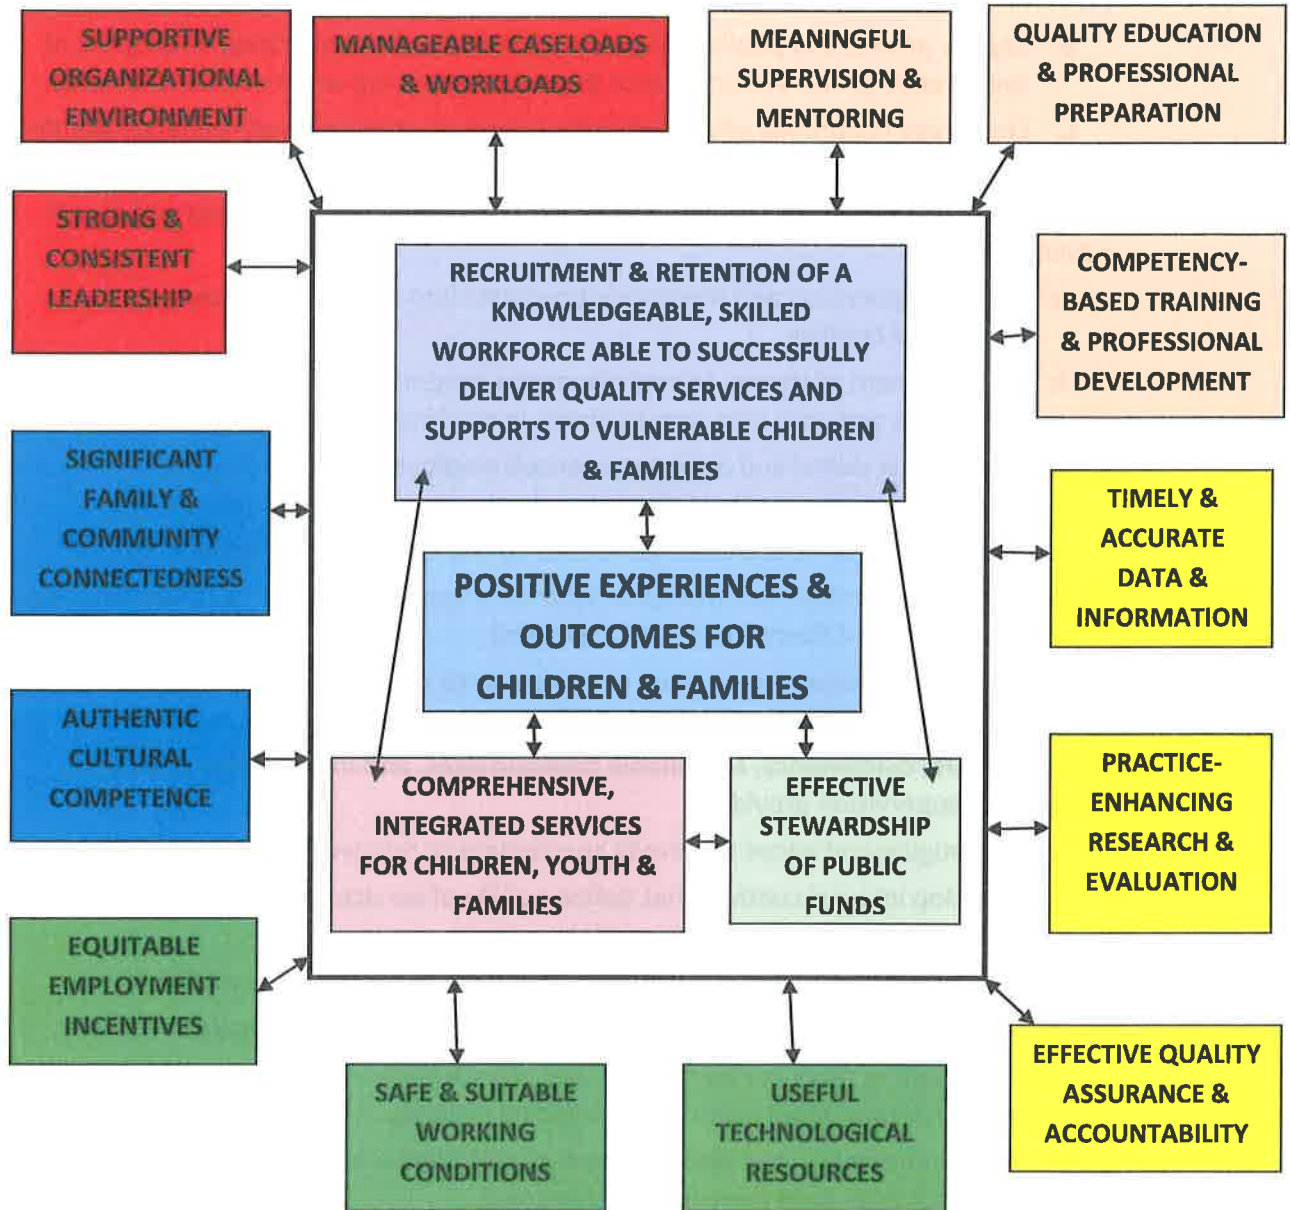 SUPPORTIVE
ORGANIZATIONAL
ENVIRONMENT
MANAGEABLE CASELOADS
& WORKLOADS
MEANINGFUL
SUPERVISION &
MENTORING
QUALITY EDUCATION
& PROFESSIONAL
PREPARATION
STRONG &
CONSISTENT
LEADERSHIP
RECRUITMENT & RETENTION OF A
KNOWLEDGEABLE, SKILLED
WORKFORCE ABLE TO SUCCESSFULLY
DELIVER QUALITY SERVICES AND
SUPPORTS TO VULNERABLE CHILDREN
& FAMILIES
COMPETENCY-
BASED TRAINING
& PROFESSIONAL
DEVELOPMENT
SIGNIFICANT
FAMILY &
COMMUNITY
CONNECTEDNESS
POSITIVE EXPERIENCES &
OUTCOMES FOR
CHILDREN & FAMILIES
TIMELY &
ACCURATE
DATA &
INFORMATION
AUTHENTIC
CULTURAL
COMPETENCE
COMPREHENSIVE,
INTEGRATED SERVICES
FOR CHILDREN, YOUTH &
FAMILIES
EFFECTIVE
STEWARDSHIP
OF PUBLIC
FUNDS
PRACTICE-
ENHANCING
RESEARCH &
EVALUATION
EQUITABLE
EMPLOYMENT
INCENTIVES
SAFE & SUITABLE
WORKING
CONDITIONS
USEFUL
TECHNOLOGICAL
RESOURCES
EFFECTIVE QUALITY
ASSURANCE &
ACCOUNTABILITY